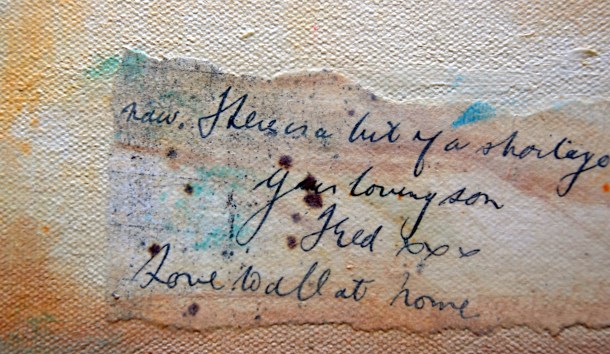 now. There is a bit of a shortage
Your loving son
Fred xxx
Love to all at home